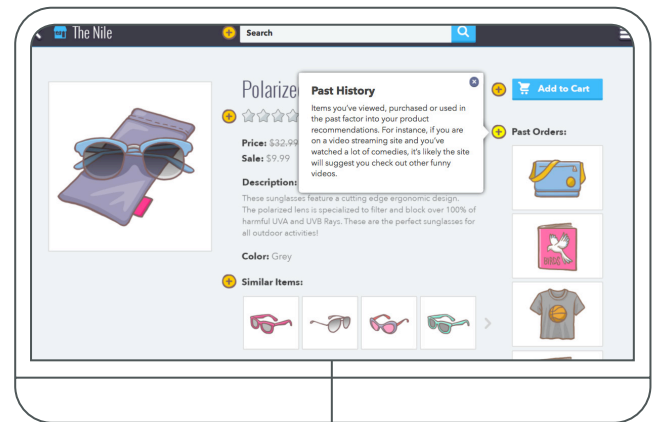 The Nile
Search
Polarize
Past History
Items you've viewed, purchased or used in
the past factor into your product
recommendations. For instance, if you are
on a video streaming site and you've
watched a lot of comedies, it's likely the site
will suggest you check out other funny
videos.
Add to Cart
Price: $32.99
Sale: $9.99
Past Orders:
Description:
These sunglasses feature a cutting edge ergonomic design.
The polarized lens is specialized to filter and block over 100% of
harmful UVA and UVB Rays. These are the perfect sunglasses for
all outdoor activities!
Color: Grey
Similar Items: